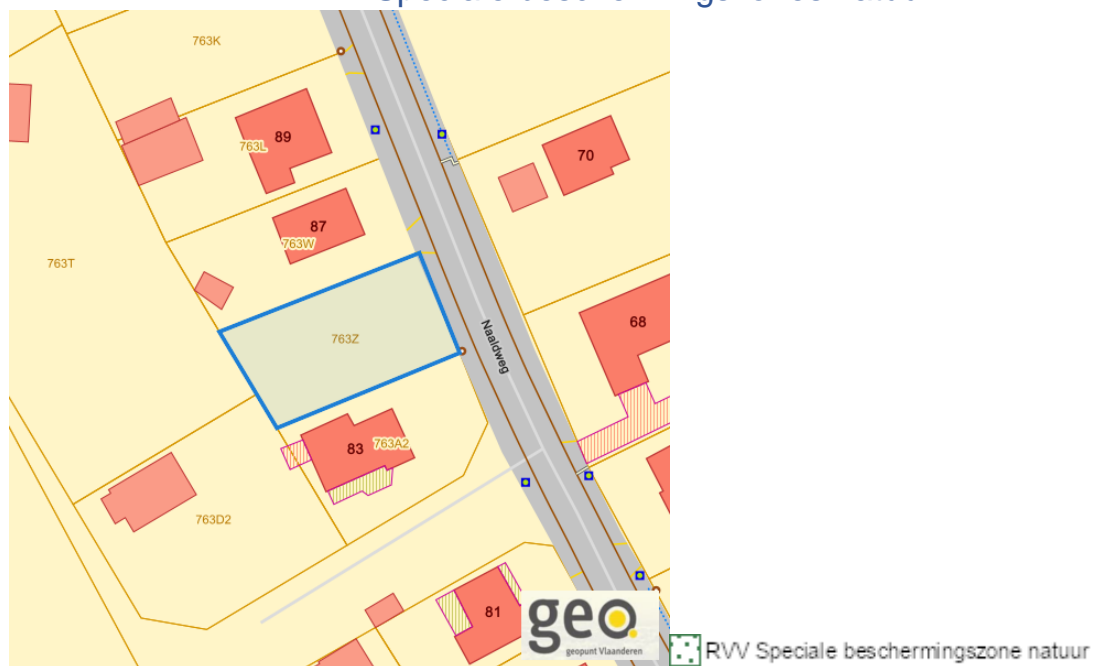 763K
89
763L
70
87
763W
763T
68
763Z
Naaldweg
83
763A2
763D2
81
geo.
geopunt Vlaanderen
RVV Speciale beschermingszone natuur